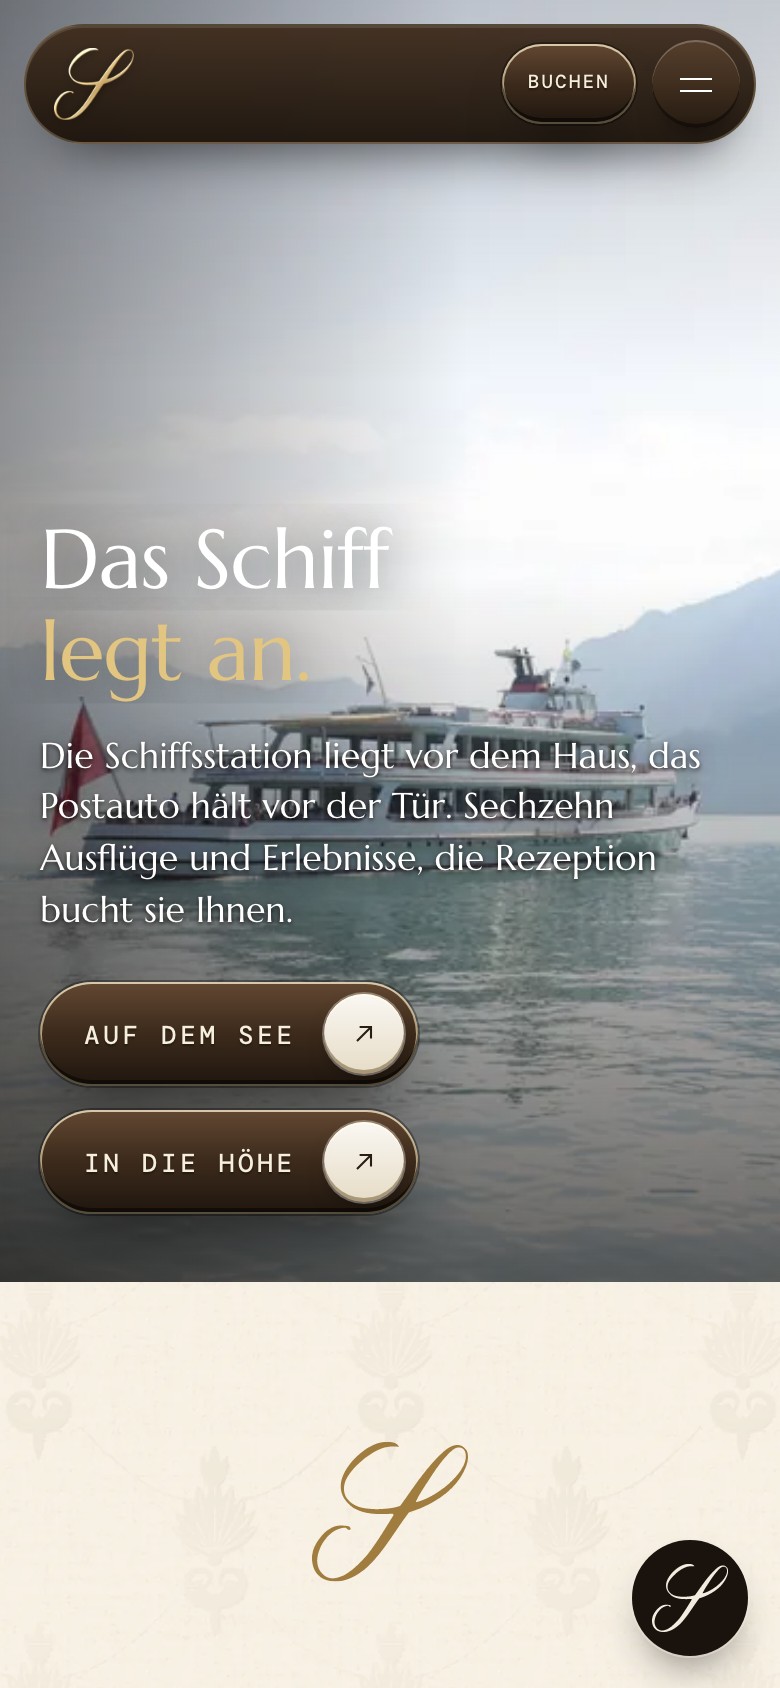 S
BUCHEN
Das Schiff
legt an.
Die Schiffsstation liegt vor dem Haus, das
Postauto hält vor der Tür. Sechzehn
Ausflüge und Erlebnisse, die Rezeption
bucht sie Ihnen.
AUF DEM SEE
IN DIE HÖHE
S
S